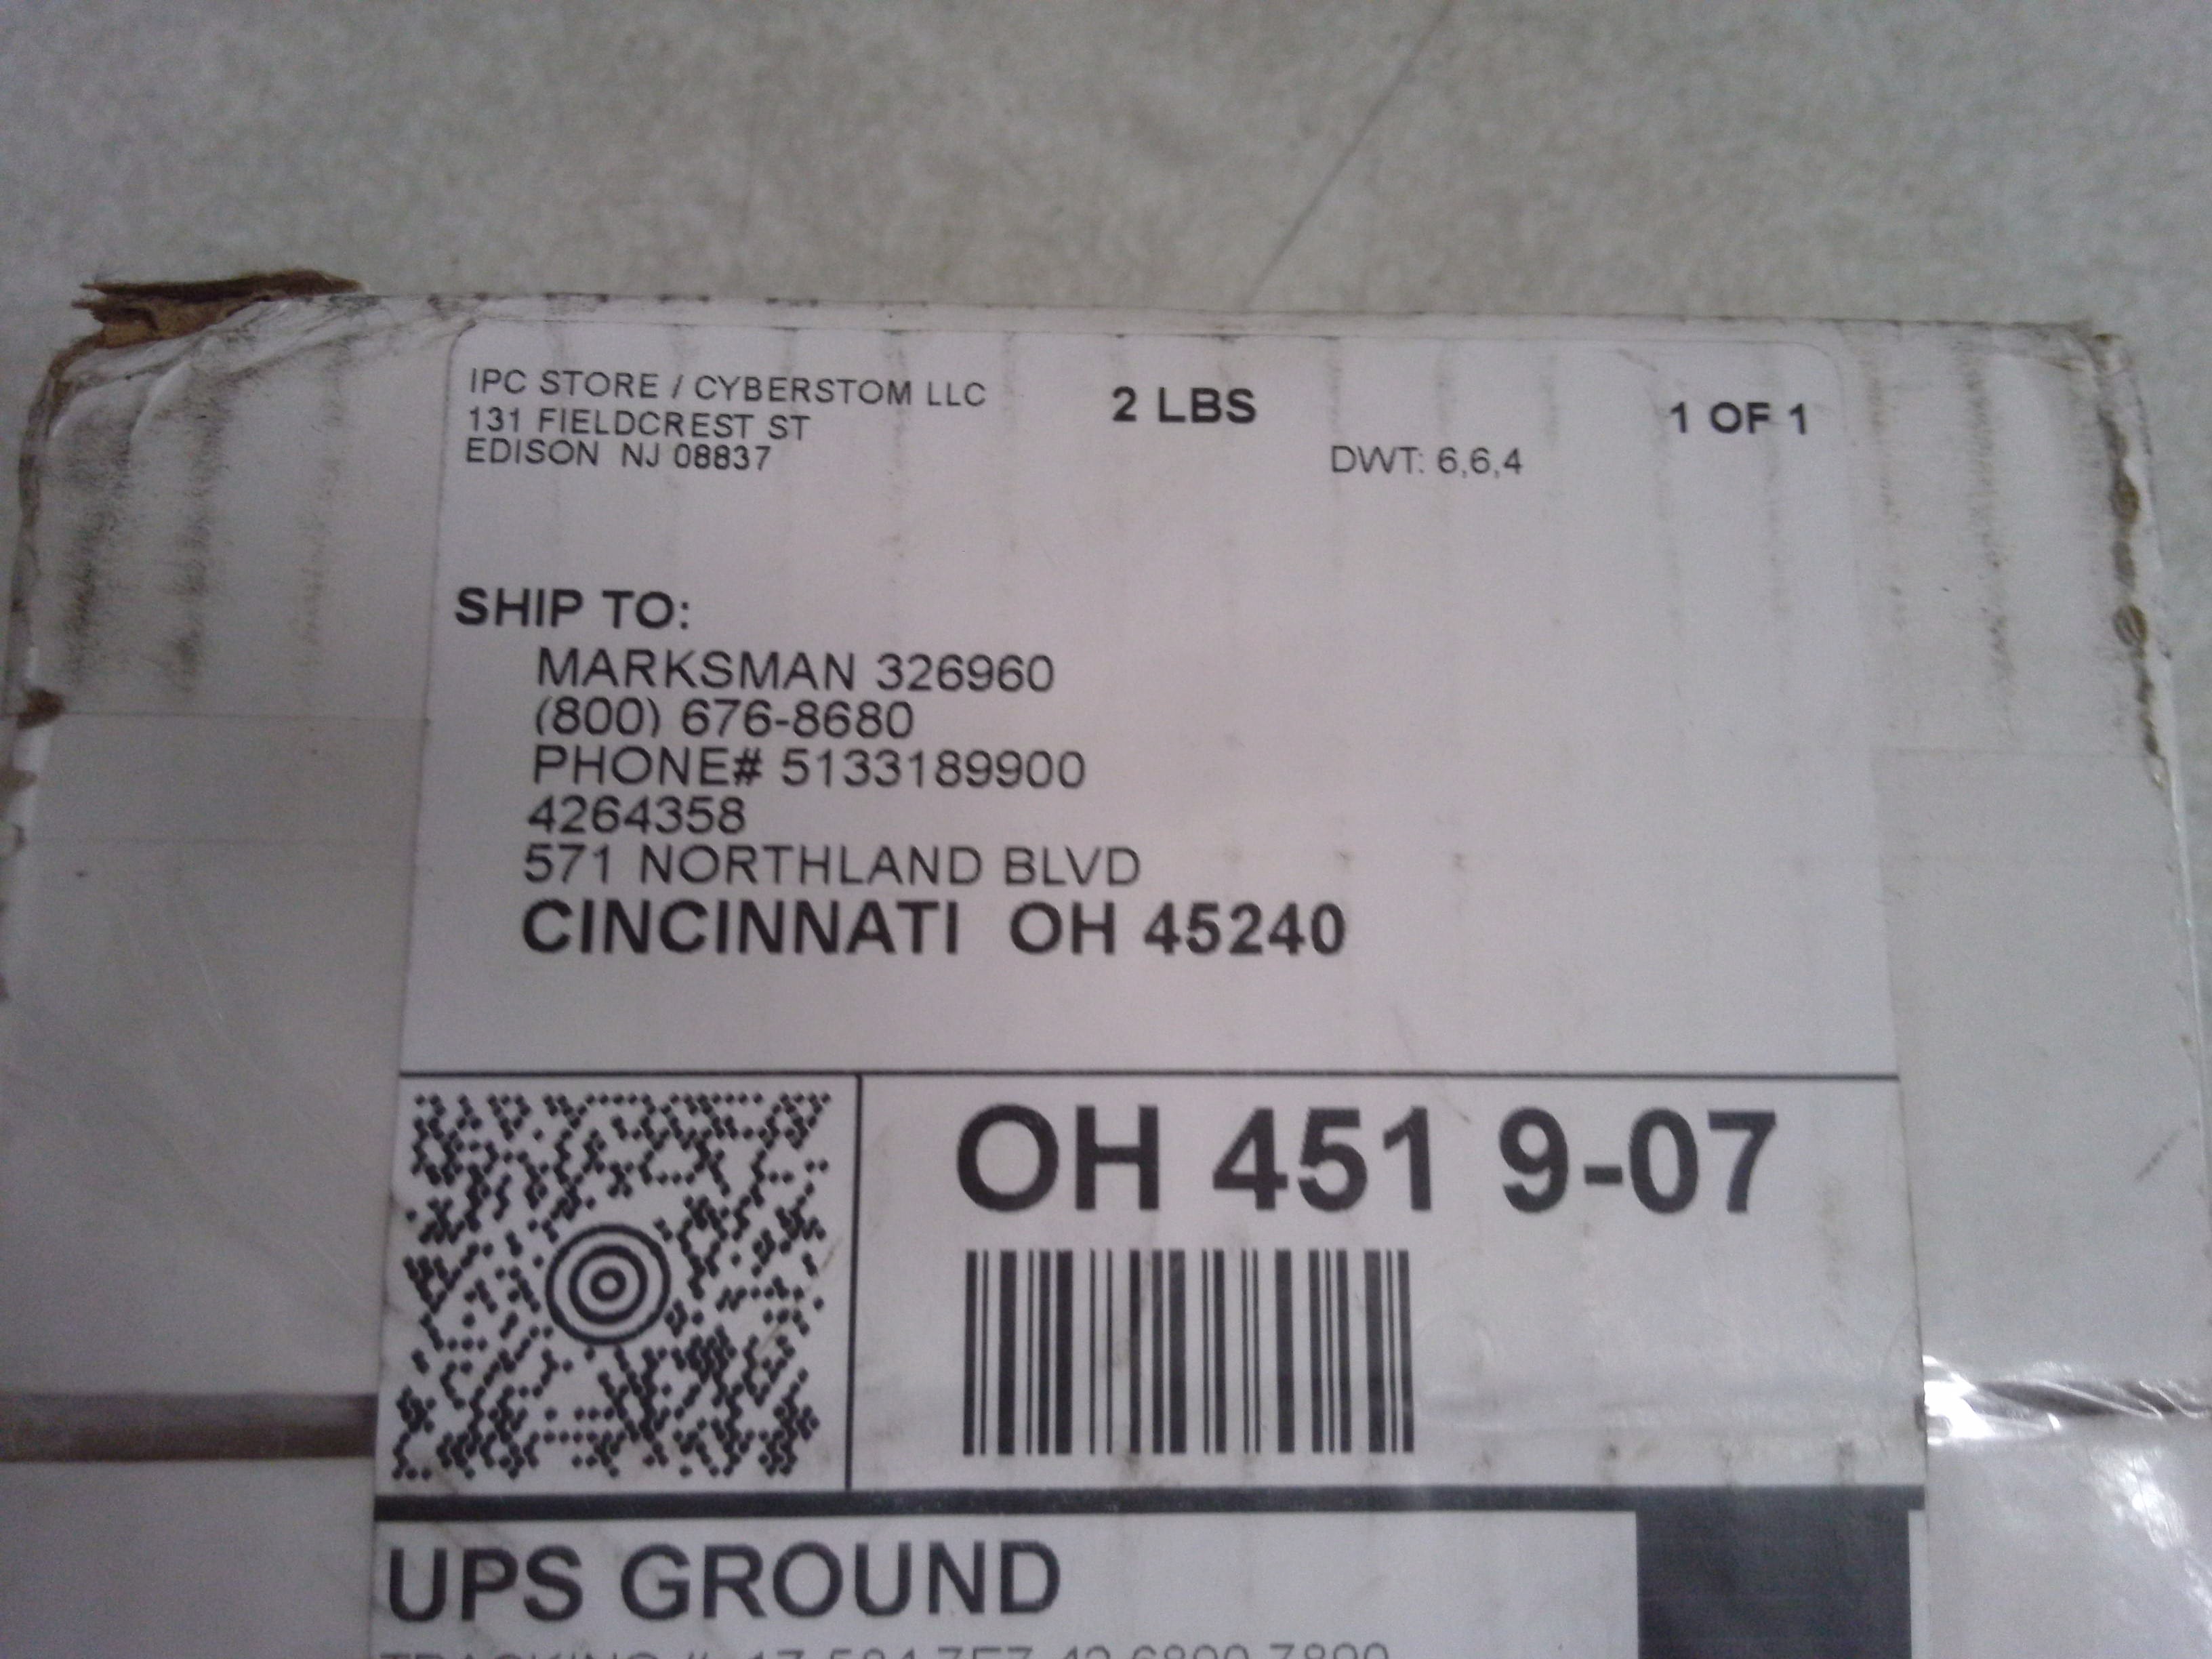 IPC STORE / CYBERSTOM LLC
131 FIELDCREST ST
EDISON NJ 08837
2 LBS
1 OF 1
DWT: 6,6,4
SHIP TO:
MARKSMAN 326960
(800) 676-8680
PHONE# 5133189900
4264358
571 NORTHLAND BLVD
CINCINNATI OH 45240
OH 451 9-07
UPS GROUND
TRACKING #: